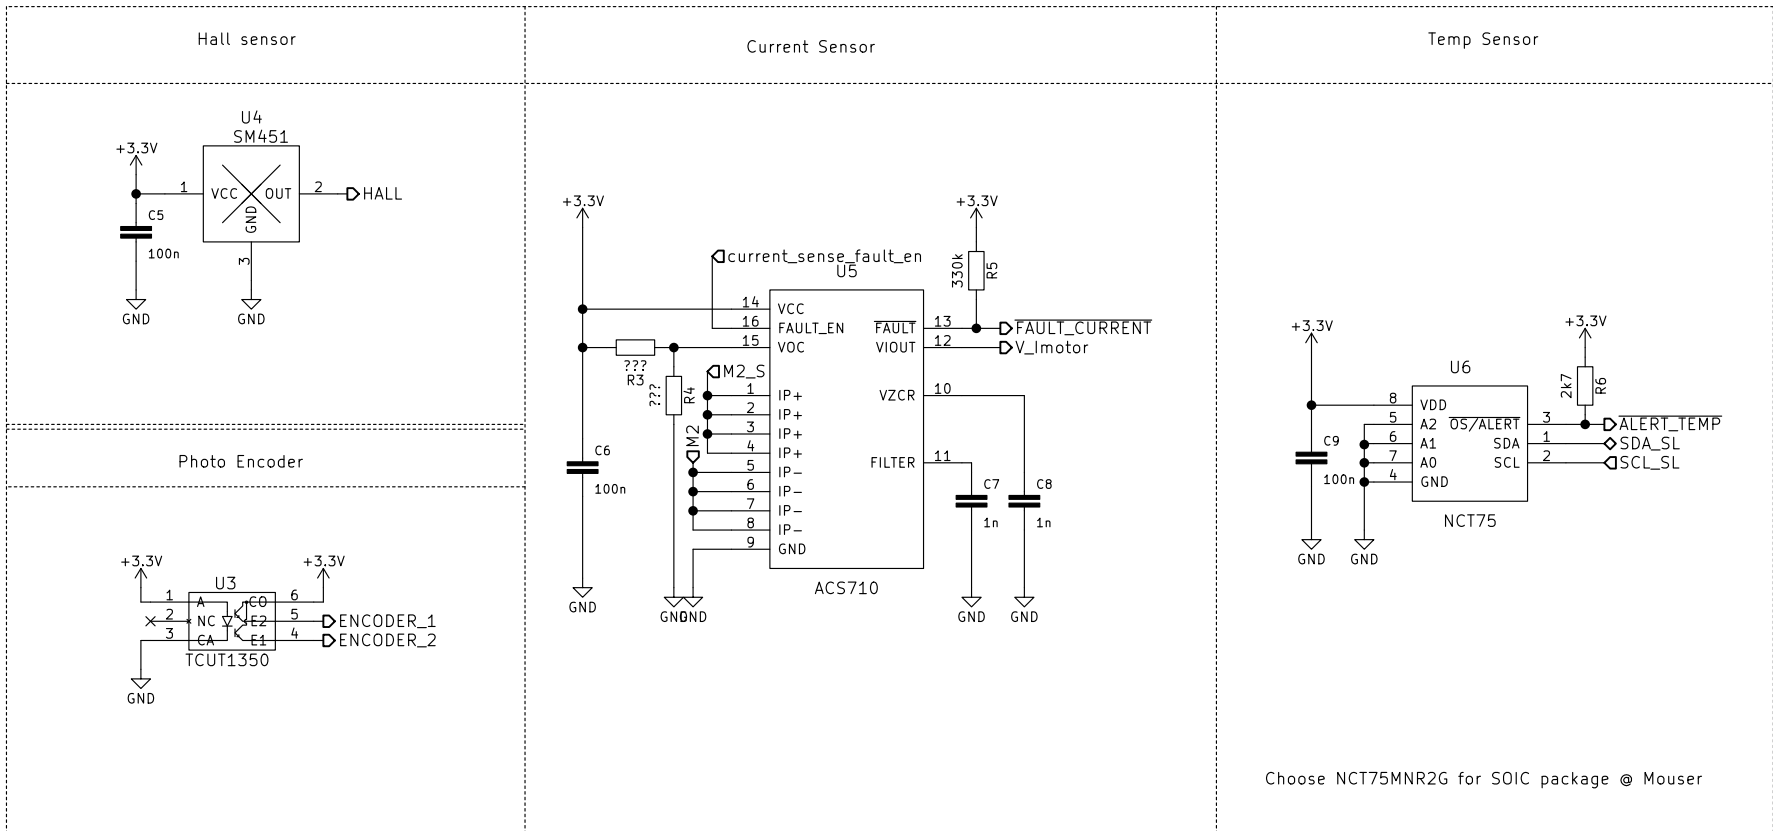 Hall sensor
U4
SM451
+3.3V
1
VCC
OUT
2
HALL
GND
3
C5
100n
GND
GND
Photo Encoder
+3.3V
+3.3V
U3
1
A
CO
6
2
NC
E2
5
ENCODER_1
3
CA
E1
4
ENCODER_2
TCUT1350
GND
Current Sensor
+3.3V
+3.3V
current_sense_fault_en
U5
330k
R5
14
VCC
16
FAULT_EN
FAULT
13
FAULT_CURRENT
15
VOC
VIOUT
12
V_Imotor
???
R3
???
R4
M2_S
1
IP+
VZCR
10
2
IP+
3
IP+
M2
4
IP+
5
IP-
FILTER
11
6
IP-
7
IP-
8
IP-
9
GND
C6
100n
C7
1n
C8
1n
ACS710
GND
GND
GND
GND
GND
Temp Sensor
+3.3V
+3.3V
U6
2k7
R6
8
VDD
5
A2
OS/ALERT
3
ALERT_TEMP
6
A1
SDA
1
SDA_SL
7
A0
SCL
2
SCL_SL
4
GND
C9
100n
NCT75
GND
GND
Choose NCT75MNR2G for SOIC package @ Mouser